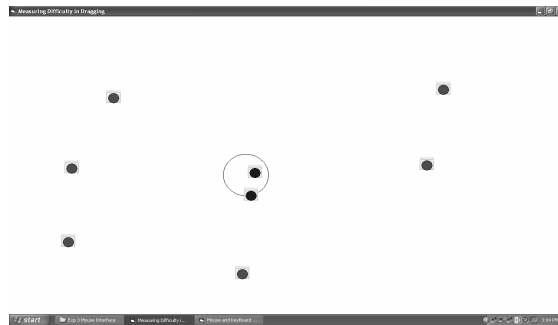 Measuring Difficulty in Dragging
start
Exp 3 Mouse Interface
Measuring Difficulty i...
Mouse and Keyboard ...